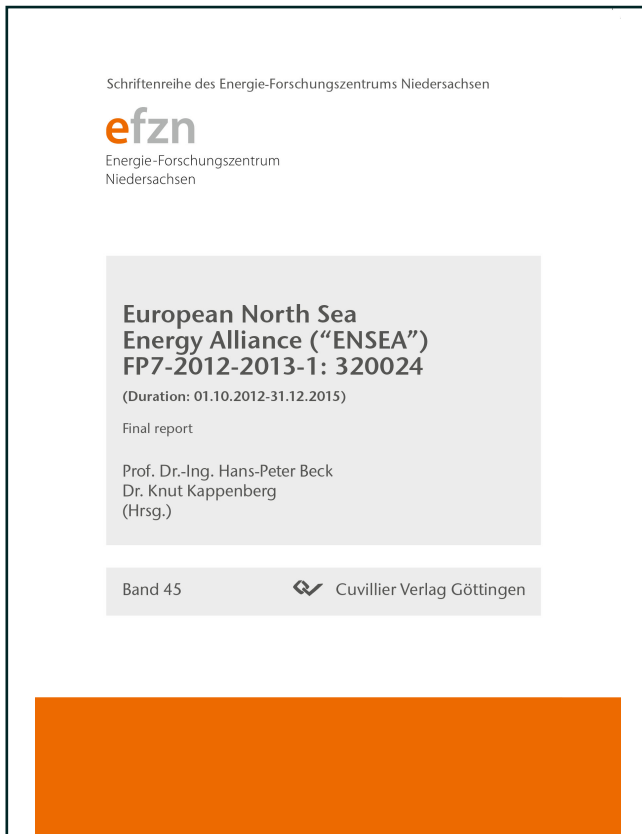 Schriftenreihe des Energie-Forschungszentrums Niedersachsen
efzn
Energie-Forschungszentrum
Niedersachsen
European North Sea
Energy Alliance (“ENSEA”)
FP7-2012-2013-1: 320024
(Duration: 01.10.2012-31.12.2015)
Final report
Prof. Dr.-Ing. Hans-Peter Beck
Dr. Knut Kappenberg
(Hrsg.)
Band 45
Cuvillier Verlag Göttingen